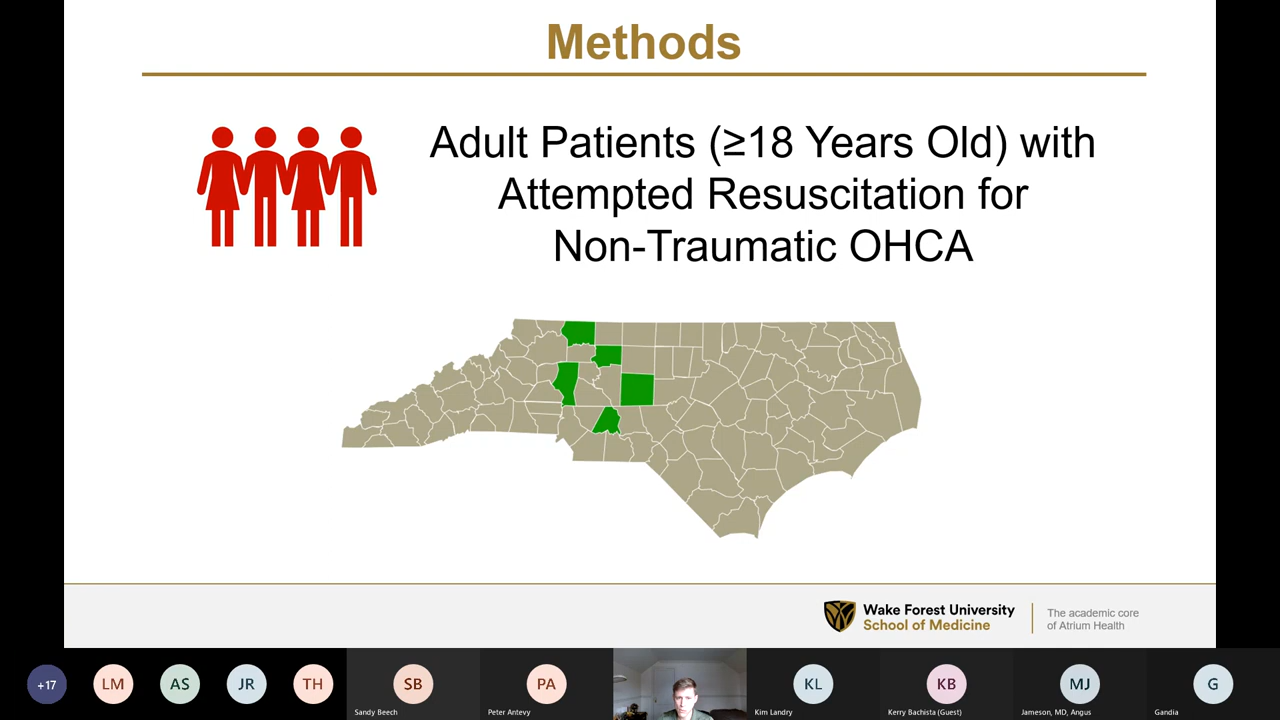 Methods
Adult Patients (≥18 Years Old) with
Attempted Resuscitation for
Non-Traumatic OHCA
Wake Forest University
School of Medicine
The academic core
of Atrium Health
+17
LM
AS
JR
TH
SB
Sandy Beech
PA
Peter Antevy
KL
Kim Landry
KB
Kerry Bachista (Guest)
MJ
Jameson, MD, Angus
G
Gandia